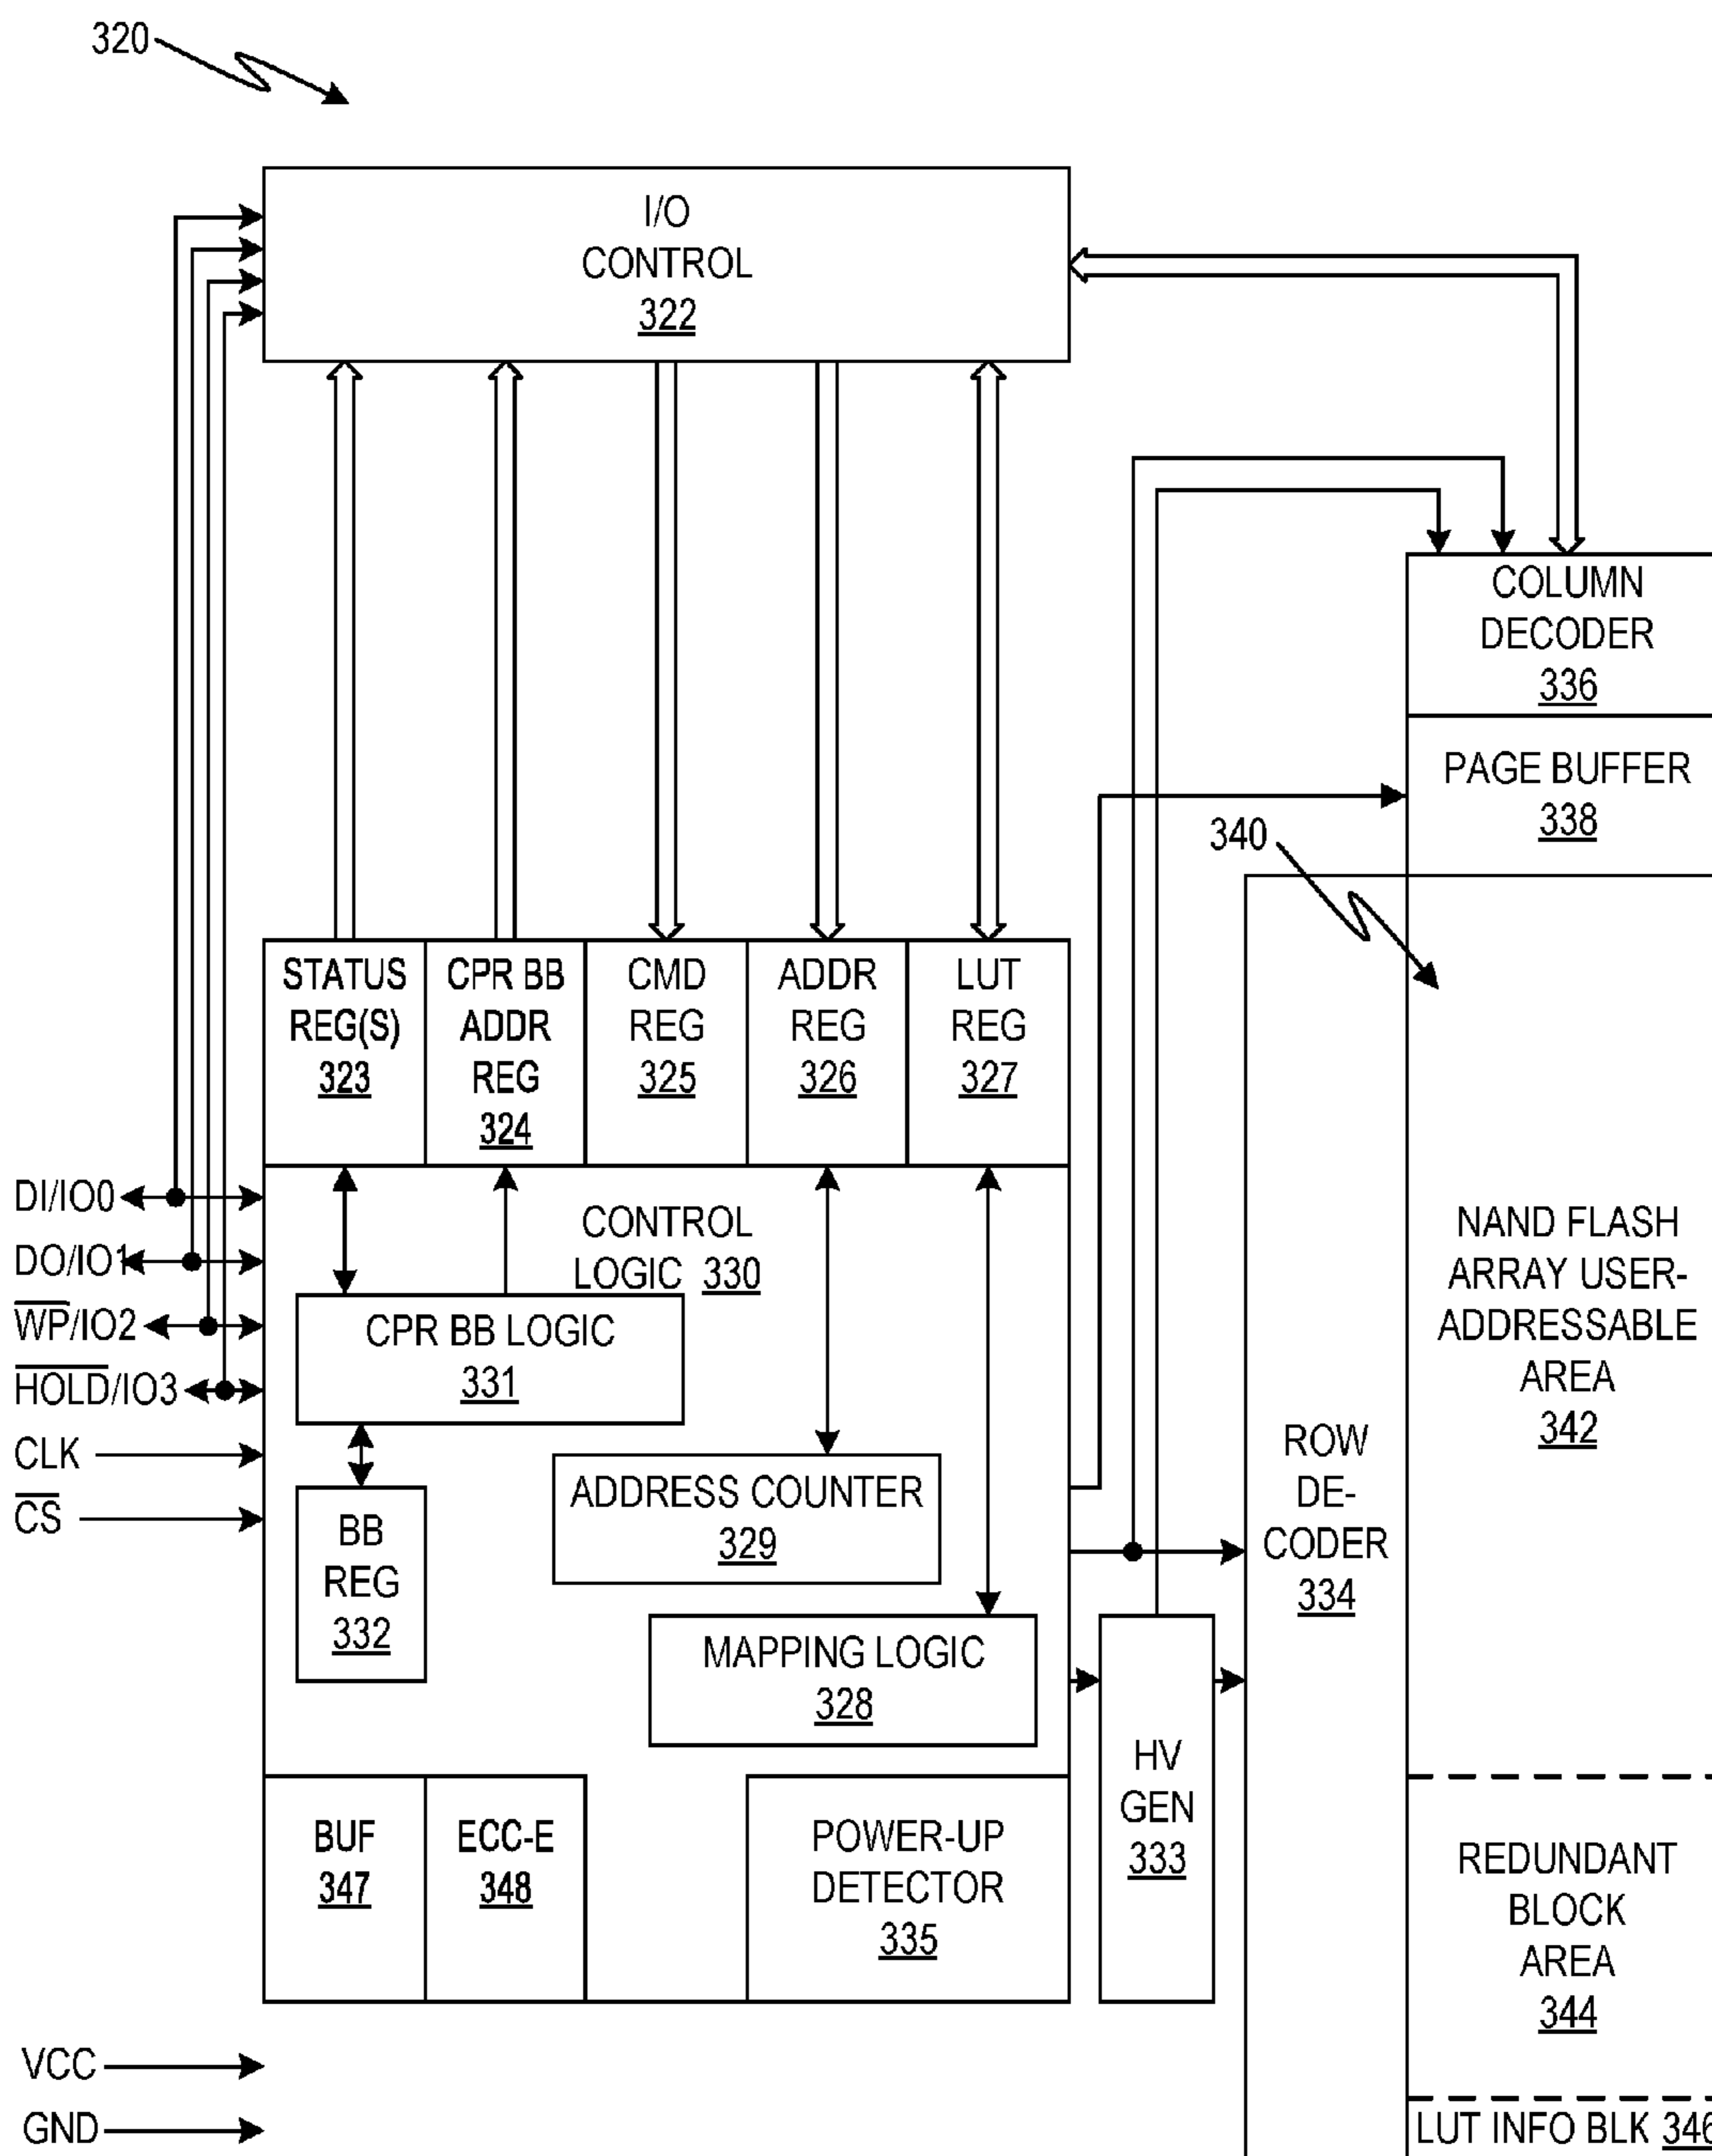 320
I/O
CONTROL
322
COLUMN
DECODER
336
PAGE BUFFER
338
340
STATUS
REG(S)
323
CPR BB
ADDR
REG
324
CMD
REG
325
ADDR
REG
326
LUT
REG
327
DI/IO0
DO/IO1
W̅P̅/IO2
H̅O̅L̅D̅/IO3
CLK
C̅S̅
CONTROL
LOGIC 330
CPR BB LOGIC
331
BB
REG
332
ADDRESS COUNTER
329
MAPPING LOGIC
328
BUF
347
ECC-E
348
POWER-UP
DETECTOR
335
HV
GEN
333
ROW
DE-
CODER
334
NAND FLASH
ARRAY USER-
ADDRESSABLE
AREA
342
REDUNDANT
BLOCK
AREA
344
LUT INFO BLK 346
VCC
GND